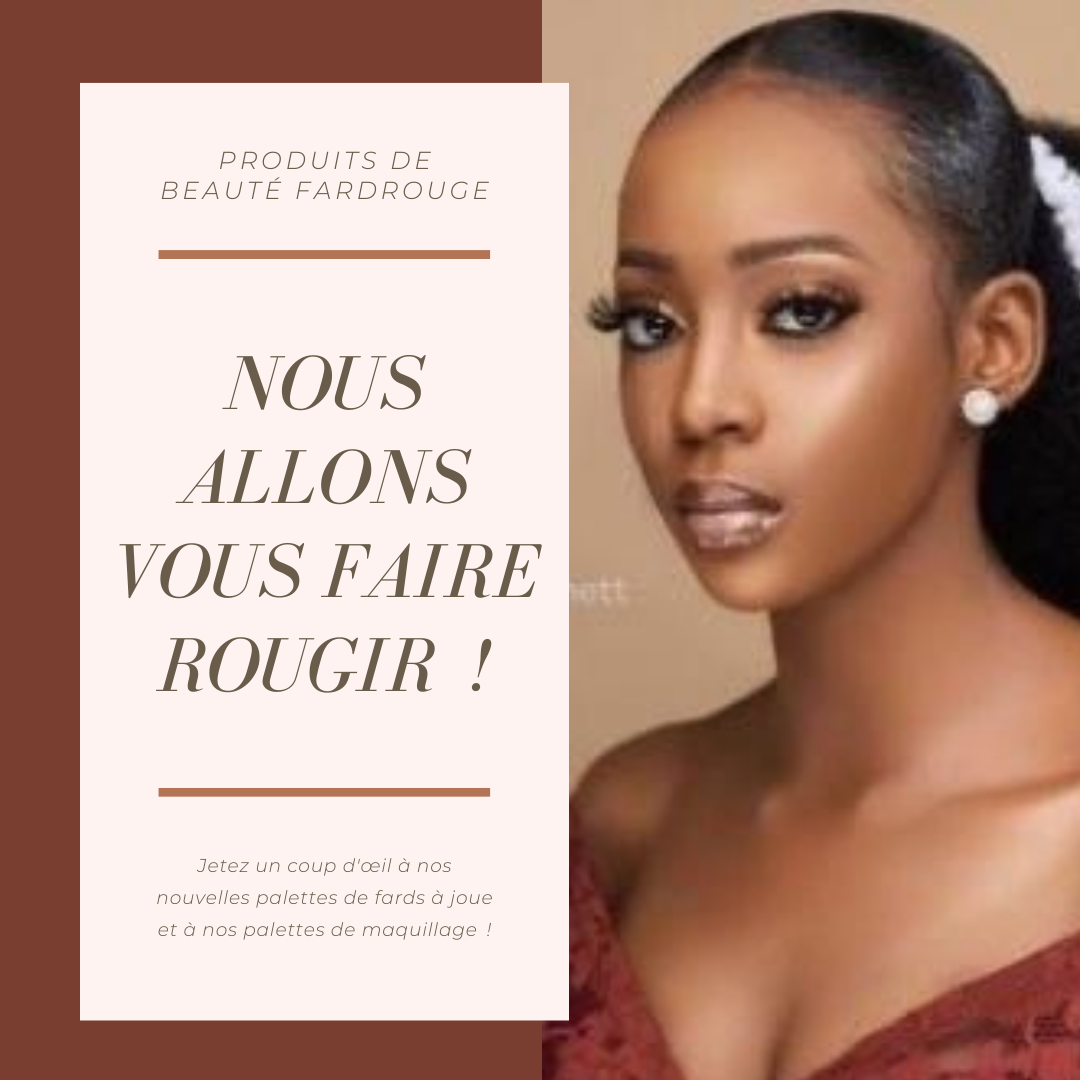 PRODUITS DE
BEAUTÉ FARDROUGE
NOUS
ALLONS
VOUS FAIRE
ROUGIR !
Jetez un coup d'œil à nos
nouvelles palettes de fards à joue
et à nos palettes de maquillage !